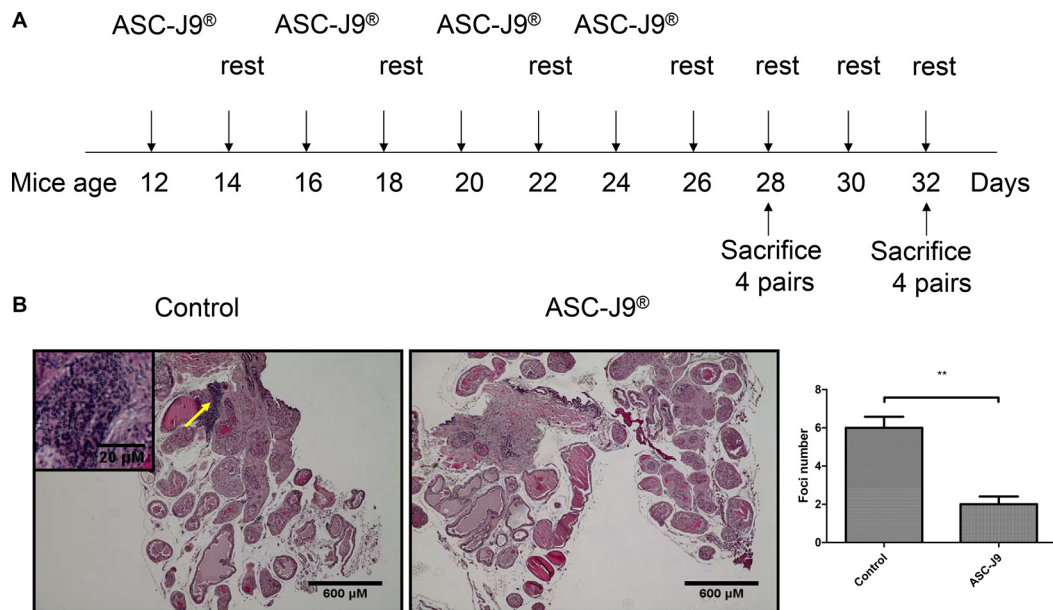 A
ASC-J9® ASC-J9® ASC-J9® ASC-J9®
rest rest rest rest rest rest rest
Mice age 12 14 16 18 20 22 24 26 28 30 32 Days
Sacrifice Sacrifice
4 pairs 4 pairs
B
Control ASC-J9®
20 µM
600 µM
600 µM
**
8
6
4
2
0
Foci number
Control
ASC-J9